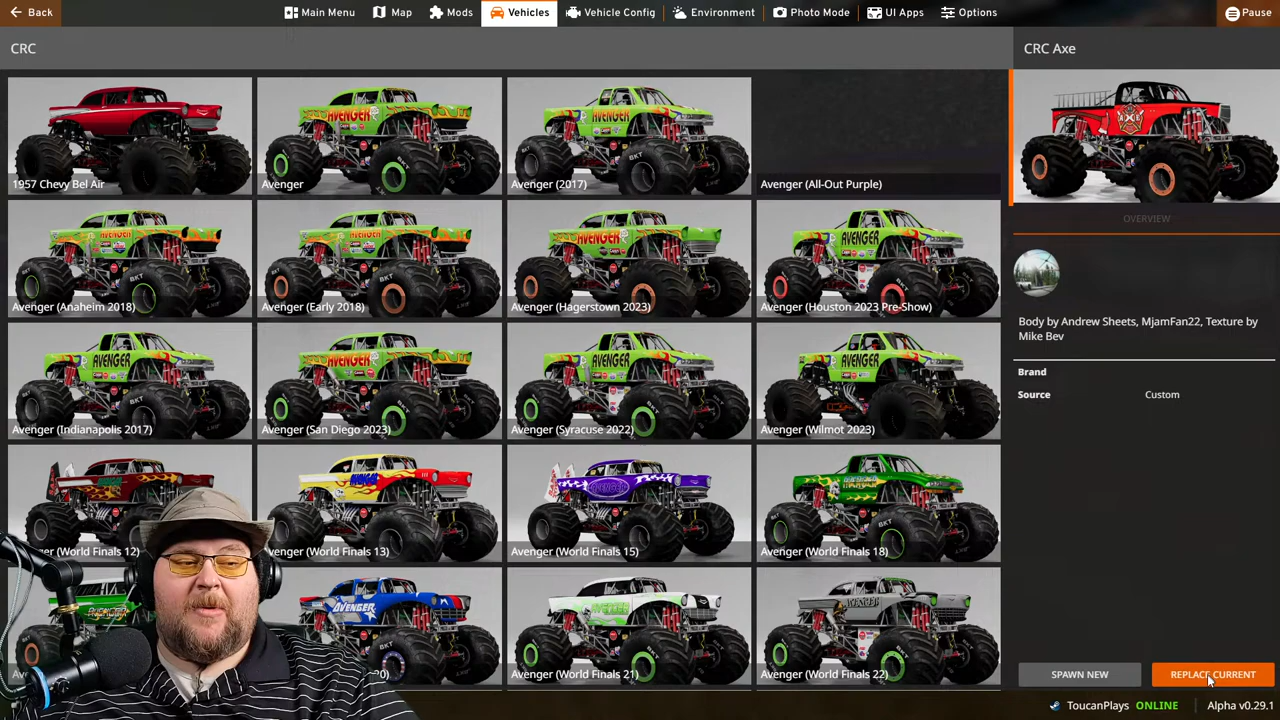 Back
Main Menu
Map
Mods
Vehicles
Vehicle Config
Environment
Photo Mode
UI Apps
Options
Pause
CRC
CRC Axe
1957 Chevy Bel Air
Avenger
Avenger (2017)
Avenger (All-Out Purple)
Avenger (Anaheim 2018)
Avenger (Early 2018)
Avenger (Hagerstown 2023)
Avenger (Houston 2023 Pre-Show)
Avenger (Indianapolis 2017)
Avenger (San Diego 2023)
Avenger (Syracuse 2022)
Avenger (Wilmot 2023)
(World Finals 12)
Avenger (World Finals 13)
Avenger (World Finals 15)
Avenger (World Finals 18)
Avenger (World Finals 21)
Avenger (World Finals 22)
OVERVIEW
Body by Andrew Sheets, MjamFan22, Texture by
Mike Bev
Brand
Source Custom
SPAWN NEW
REPLACE CURRENT
ToucanPlays ONLINE
Alpha v0.29.1